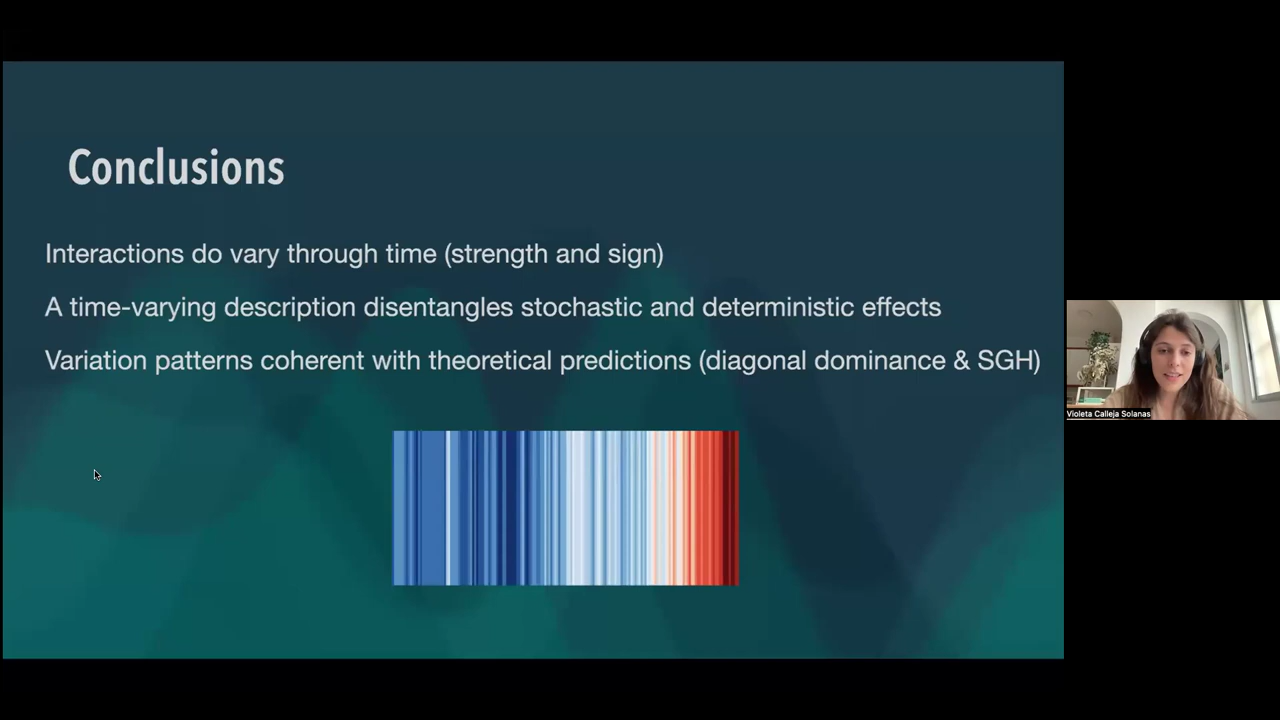 Conclusions
Interactions do vary through time (strength and sign)
A time-varying description disentangles stochastic and deterministic effects
Variation patterns coherent with theoretical predictions (diagonal dominance & SGH)
Violeta Calleja Solanas